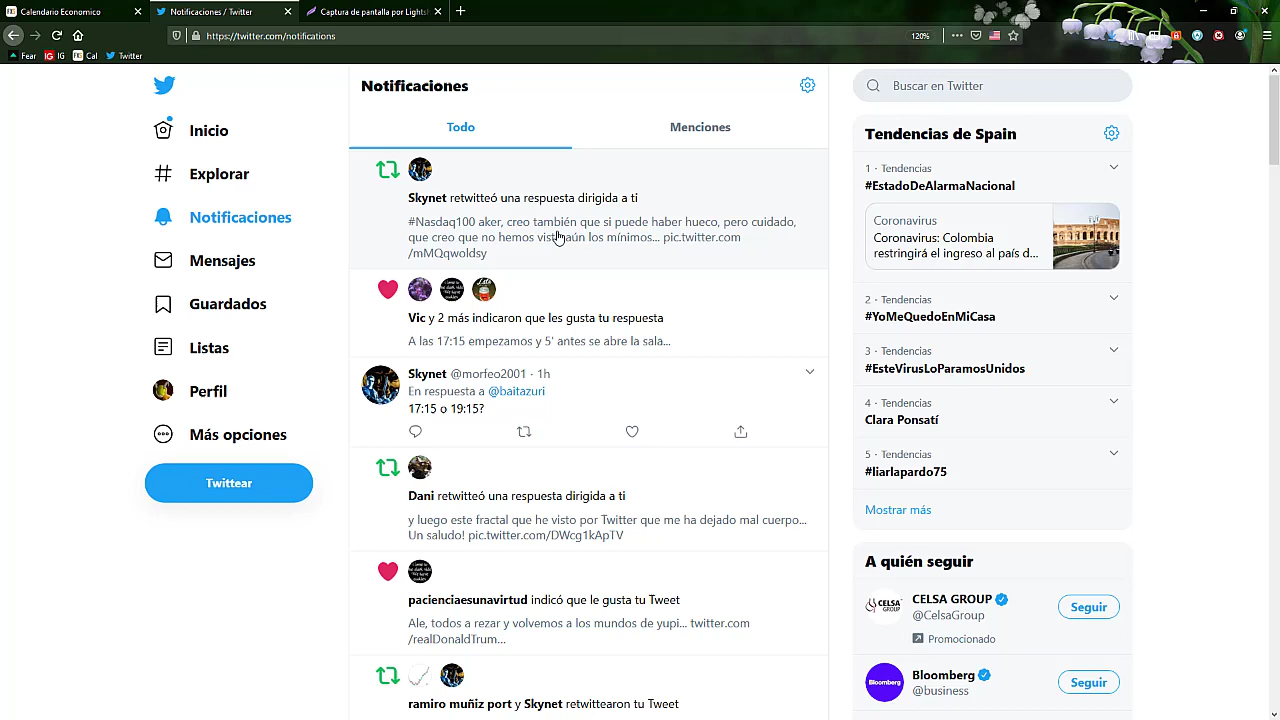 Calendario Economico
Notificaciones / Twitter
Captura de pantalla por Lightsh
https://twitter.com/notifications
120%
Fear
IG
Cal
Twitter
Inicio
Explorar
Notificaciones
Mensajes
Guardados
Listas
Perfil
Más opciones
Twittear
Notificaciones
Todo
Menciones
Skynet retwitteó una respuesta dirigida a ti
#Nasdaq100 aker, creo también que si puede haber hueco, pero cuidado,
que creo que no hemos visto aún los mínimos... pic.twitter.com
/mMQqwoldsy
Vic y 2 más indicaron que les gusta tu respuesta
A las 17:15 empezamos y 5' antes se abre la sala...
Skynet @morfeo2001 · 1h
En respuesta a @baitazuri
17:15 o 19:15?
Dani retwitteó una respuesta dirigida a ti
y luego este fractal que he visto por Twitter que me ha dejado mal cuerpo...
Un saludo! pic.twitter.com/DWcg1kApTV
pacienciaesunavirtud indicó que le gusta tu Tweet
Ale, todos a rezar y volvemos a los mundos de yupi... twitter.com
/realDonaldTrum...
ramiro muñiz port y Skynet retwittearon tu Tweet
Buscar en Twitter
Tendencias de Spain
1 · Tendencias
#EstadoDeAlarmaNacional
Coronavirus
Coronavirus: Colombia
restringirá el ingreso al país d...
2 · Tendencias
#YoMeQuedoEnMiCasa
3 · Tendencias
#EsteVirusLoParamosUnidos
4 · Tendencias
Clara Ponsatí
5 · Tendencias
#liarlapardo75
Mostrar más
A quién seguir
CELSA GROUP
@CelsaGroup
Seguir
Promocionado
Bloomberg
@business
Seguir